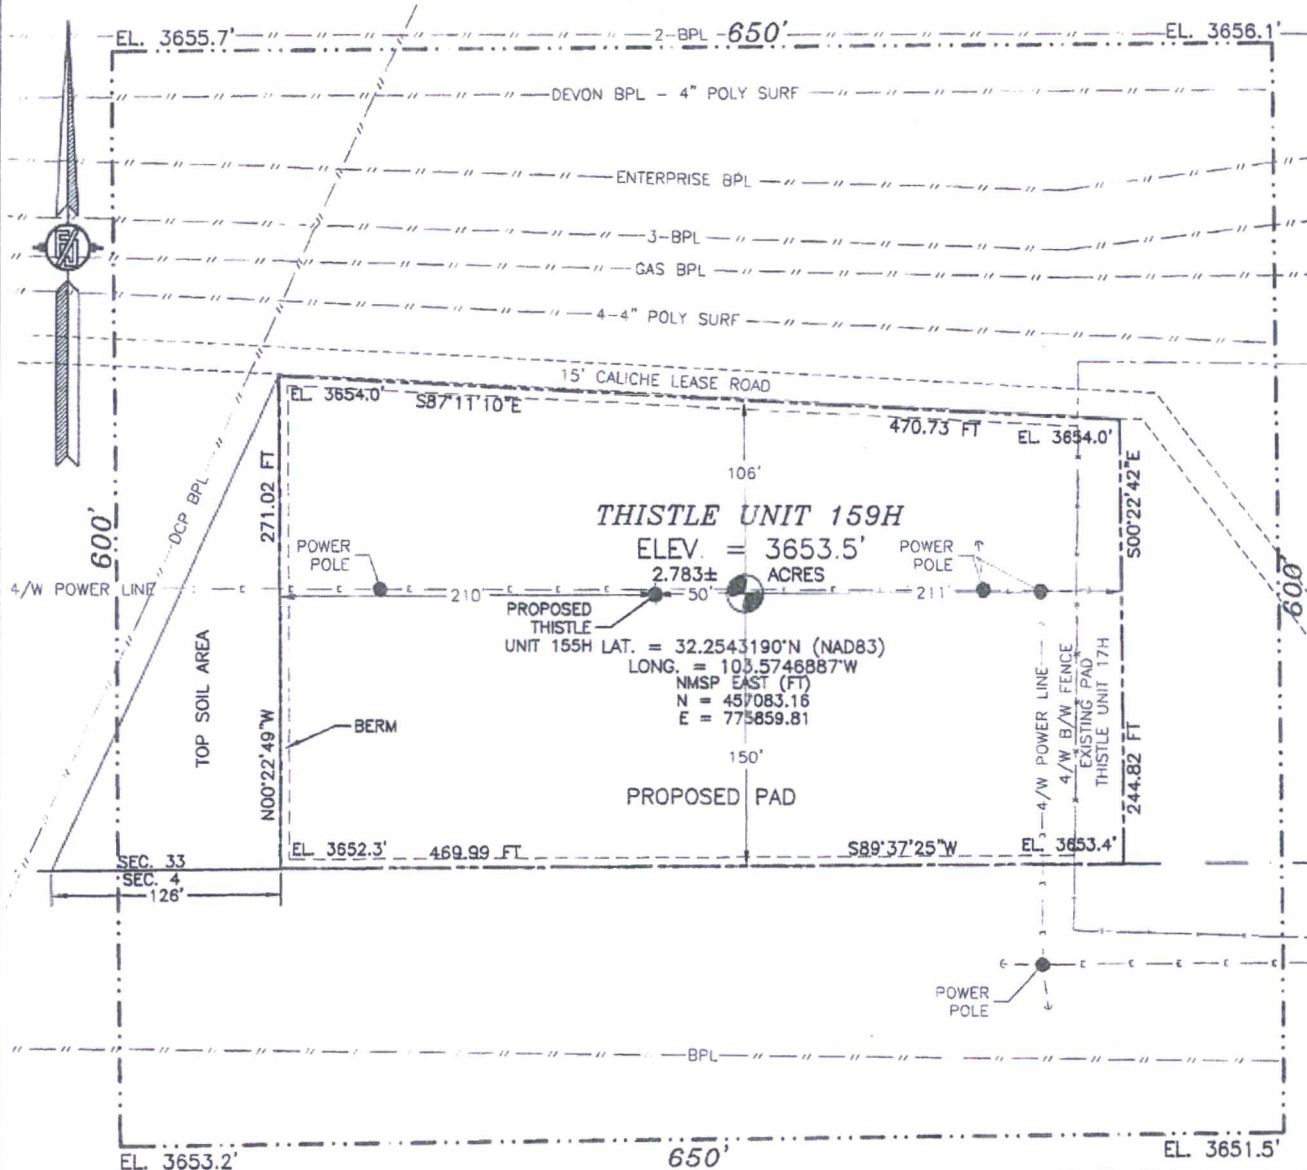 EL. 3655.7' 2-BPL 650' EL. 3656.1'
DEVON BPL - 4" POLY SURF
ENTERPRISE BPL
3-BPL
GAS BPL
4-4" POLY SURF
15' CALICHE LEASE ROAD
EL. 3654.0' S87°11'10"E
470.73 FT EL. 3654.0'
271.02 FT
106'
S00°22'42"E
DCP BPL
600'
THISTLE UNIT 159H
ELEV. = 3653.5'
2.783± ACRES
POWER
POLE
POWER
POLE
4/W POWER LINE
210' 50' 211'
600'
PROPOSED
THISTLE
UNIT 155H LAT. = 32.2543190°N (NAD83)
LONG. = 103.5746887°W
NMSP EAST (FT)
N = 457083.16
E = 775859.81
TOP SOIL AREA
N00°22'49"W
BERM
150'
PROPOSED PAD
4/W POWER LINE
4/W B/W FENCE
EXISTING PAD
THISTLE UNIT 17H
244.82 FT
EL. 3652.3' 469.99 FT S89°37'25"W EL. 3653.4'
SEC. 33
SEC. 4
126'
POWER
POLE
BPL
EL. 3653.2' 650' EL. 3651.5'